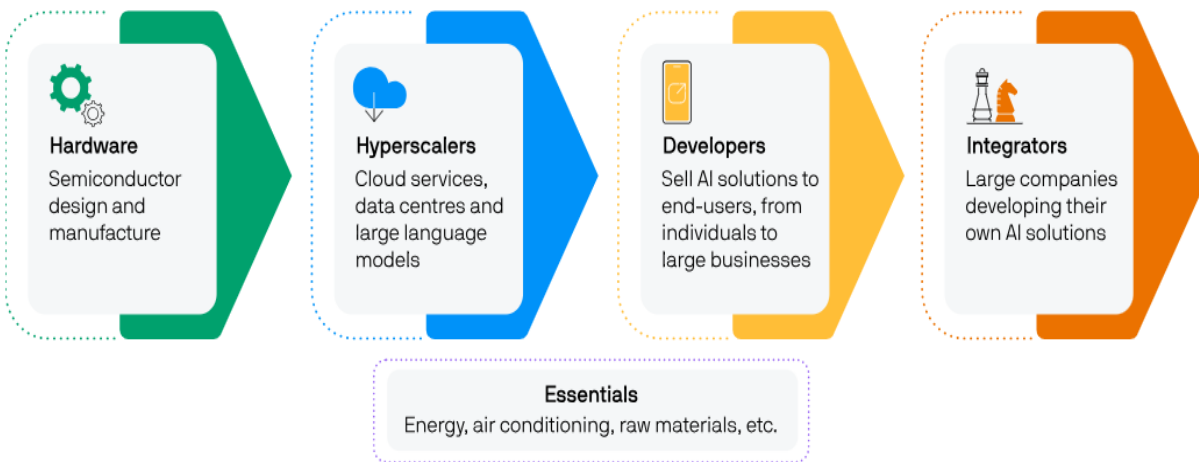 Hardware
Semiconductor
design and
manufacture
Hyperscalers
Cloud services,
data centres and
large language
models
Developers
Sell AI solutions to
end-users, from
individuals to
large businesses
Integrators
Large companies
developing their
own AI solutions
Essentials
Energy, air conditioning, raw materials, etc.